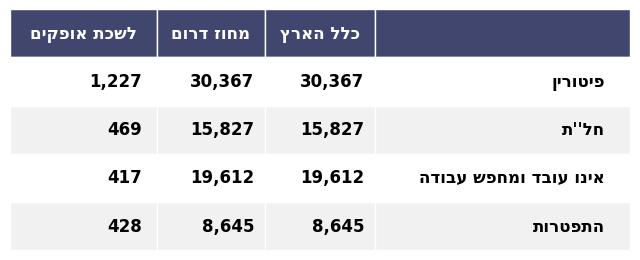 כלל הארץ מחוז דרום לשכת אופקים
פיטורין 30,367 30,367 1,227
חל''ת 15,827 15,827 469
אינו עובד ומחפש עבודה 19,612 19,612 417
התפטרות 8,645 8,645 428